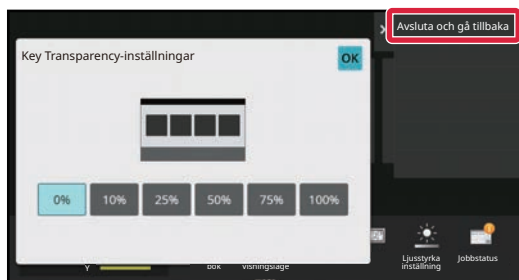 Avsluta och gå tillbaka
Key Transparency-inställningar
OK
0% 10% 25% 50% 75% 100%
Y
bok
visningsläge
Ljusstyrka
inställning
Jobbstatus